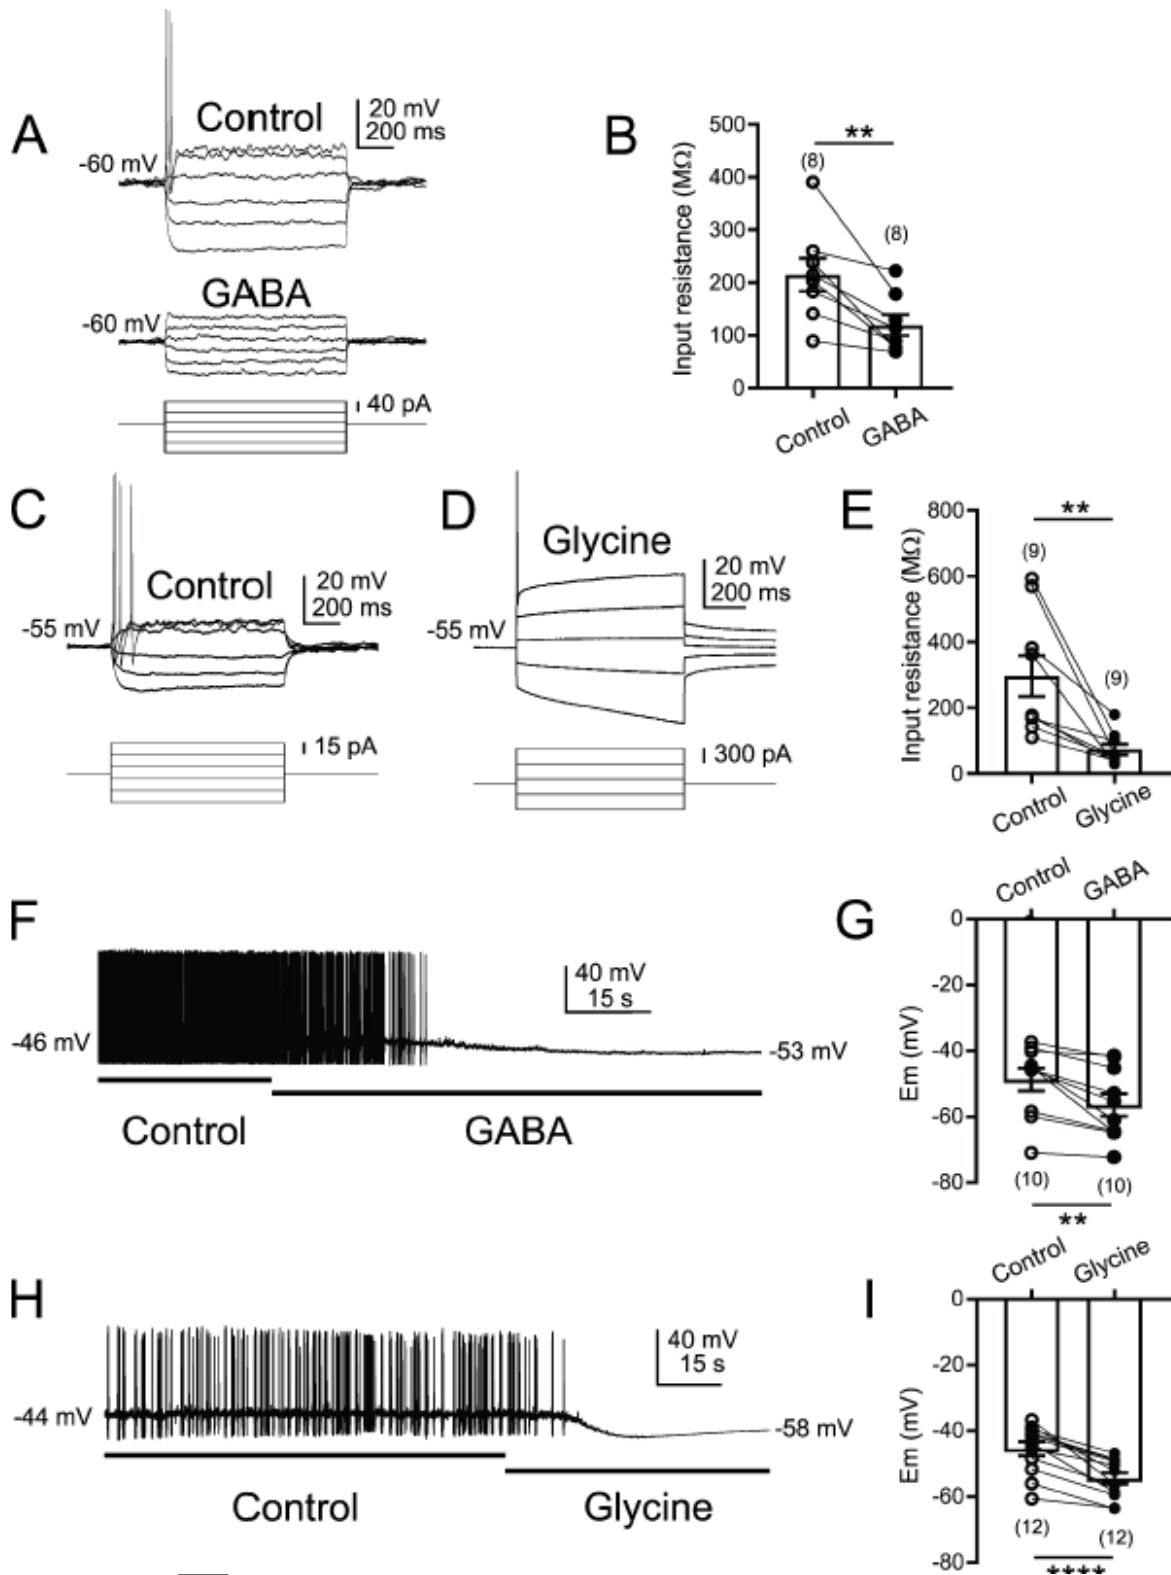 A
Control
20 mV
200 ms
-60 mV
GABA
-60 mV
40 pA
B
Input resistance (MΩ)
500
400
300
200
100
0
**
(8)
(8)
Control
GABA
C
Control
20 mV
200 ms
-55 mV
15 pA
D
Glycine
20 mV
200 ms
-55 mV
300 pA
E
Input resistance (MΩ)
800
600
400
200
0
**
(9)
(9)
Control
Glycine
F
-46 mV
40 mV
15 s
-53 mV
Control
GABA
G
Control
GABA
Em (mV)
0
-20
-40
-60
-80
(10)
(10)
**
H
-44 mV
40 mV
15 s
-58 mV
Control
Glycine
I
Control
Glycine
Em (mV)
0
-20
-40
-60
-80
(12)
(12)
****